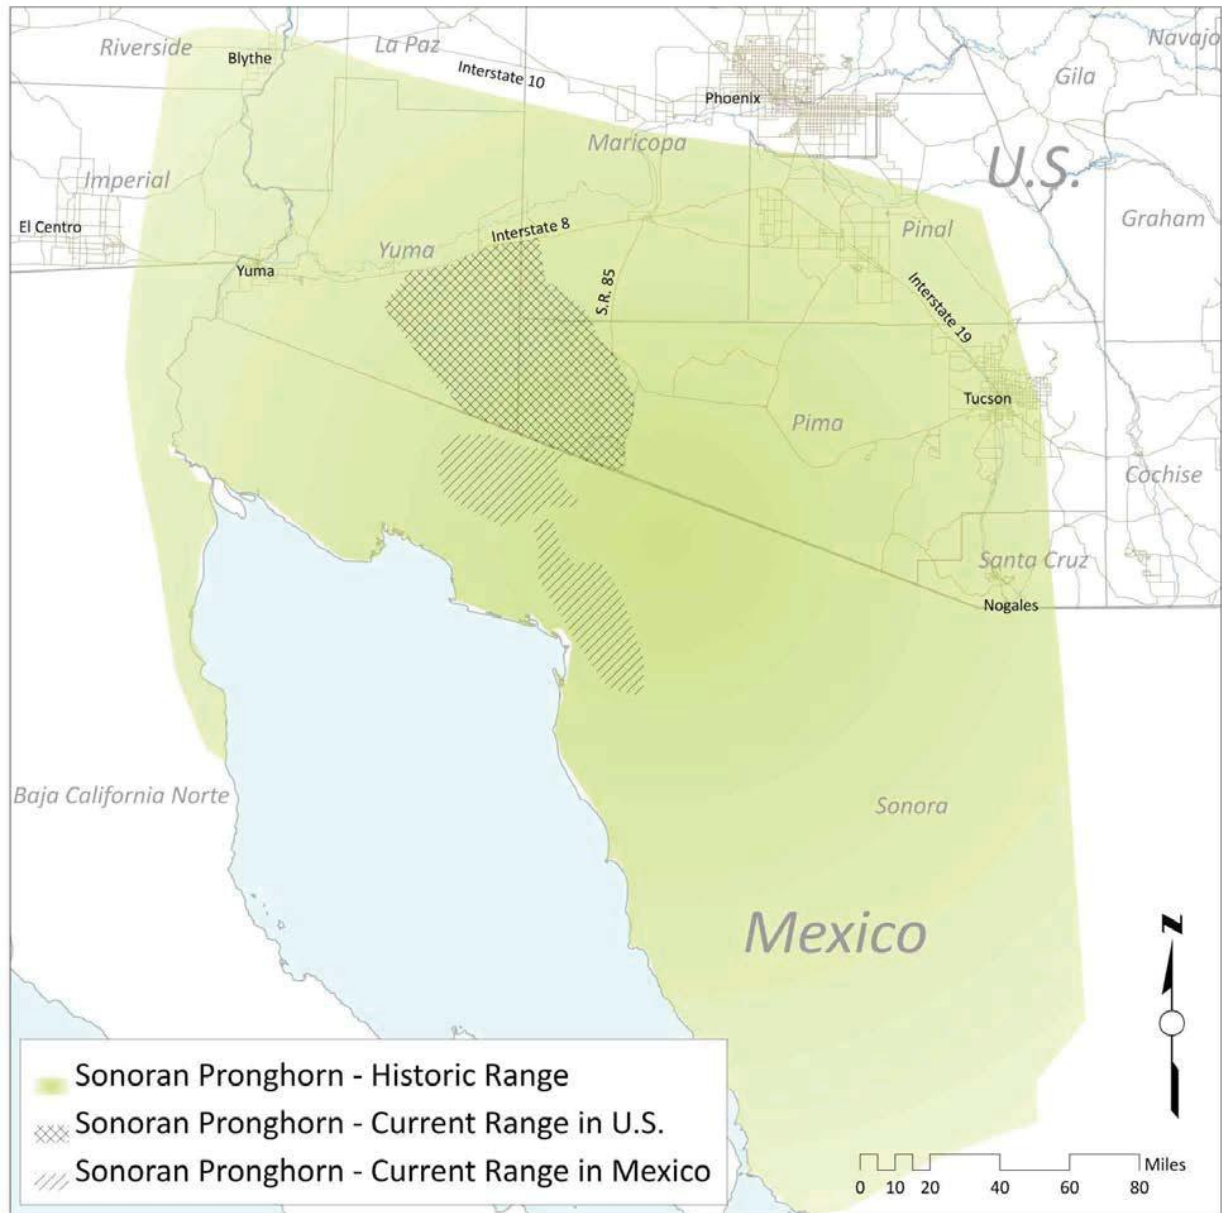 Riverside
La Paz
Navajo
Blythe
Interstate 10
Gila
Phoenix
Maricopa
U.S.
Imperial
Graham
El Centro
Yuma
Interstate 8
Pinal
Yuma
S.R. 85
Interstate 19
Tucson
Pima
Cochise
Santa Cruz
Nogales
Baja California Norte
Sonora
Mexico
N
Sonoran Pronghorn - Historic Range
Sonoran Pronghorn - Current Range in U.S.
Sonoran Pronghorn - Current Range in Mexico
Miles
0 10 20 40 60 80